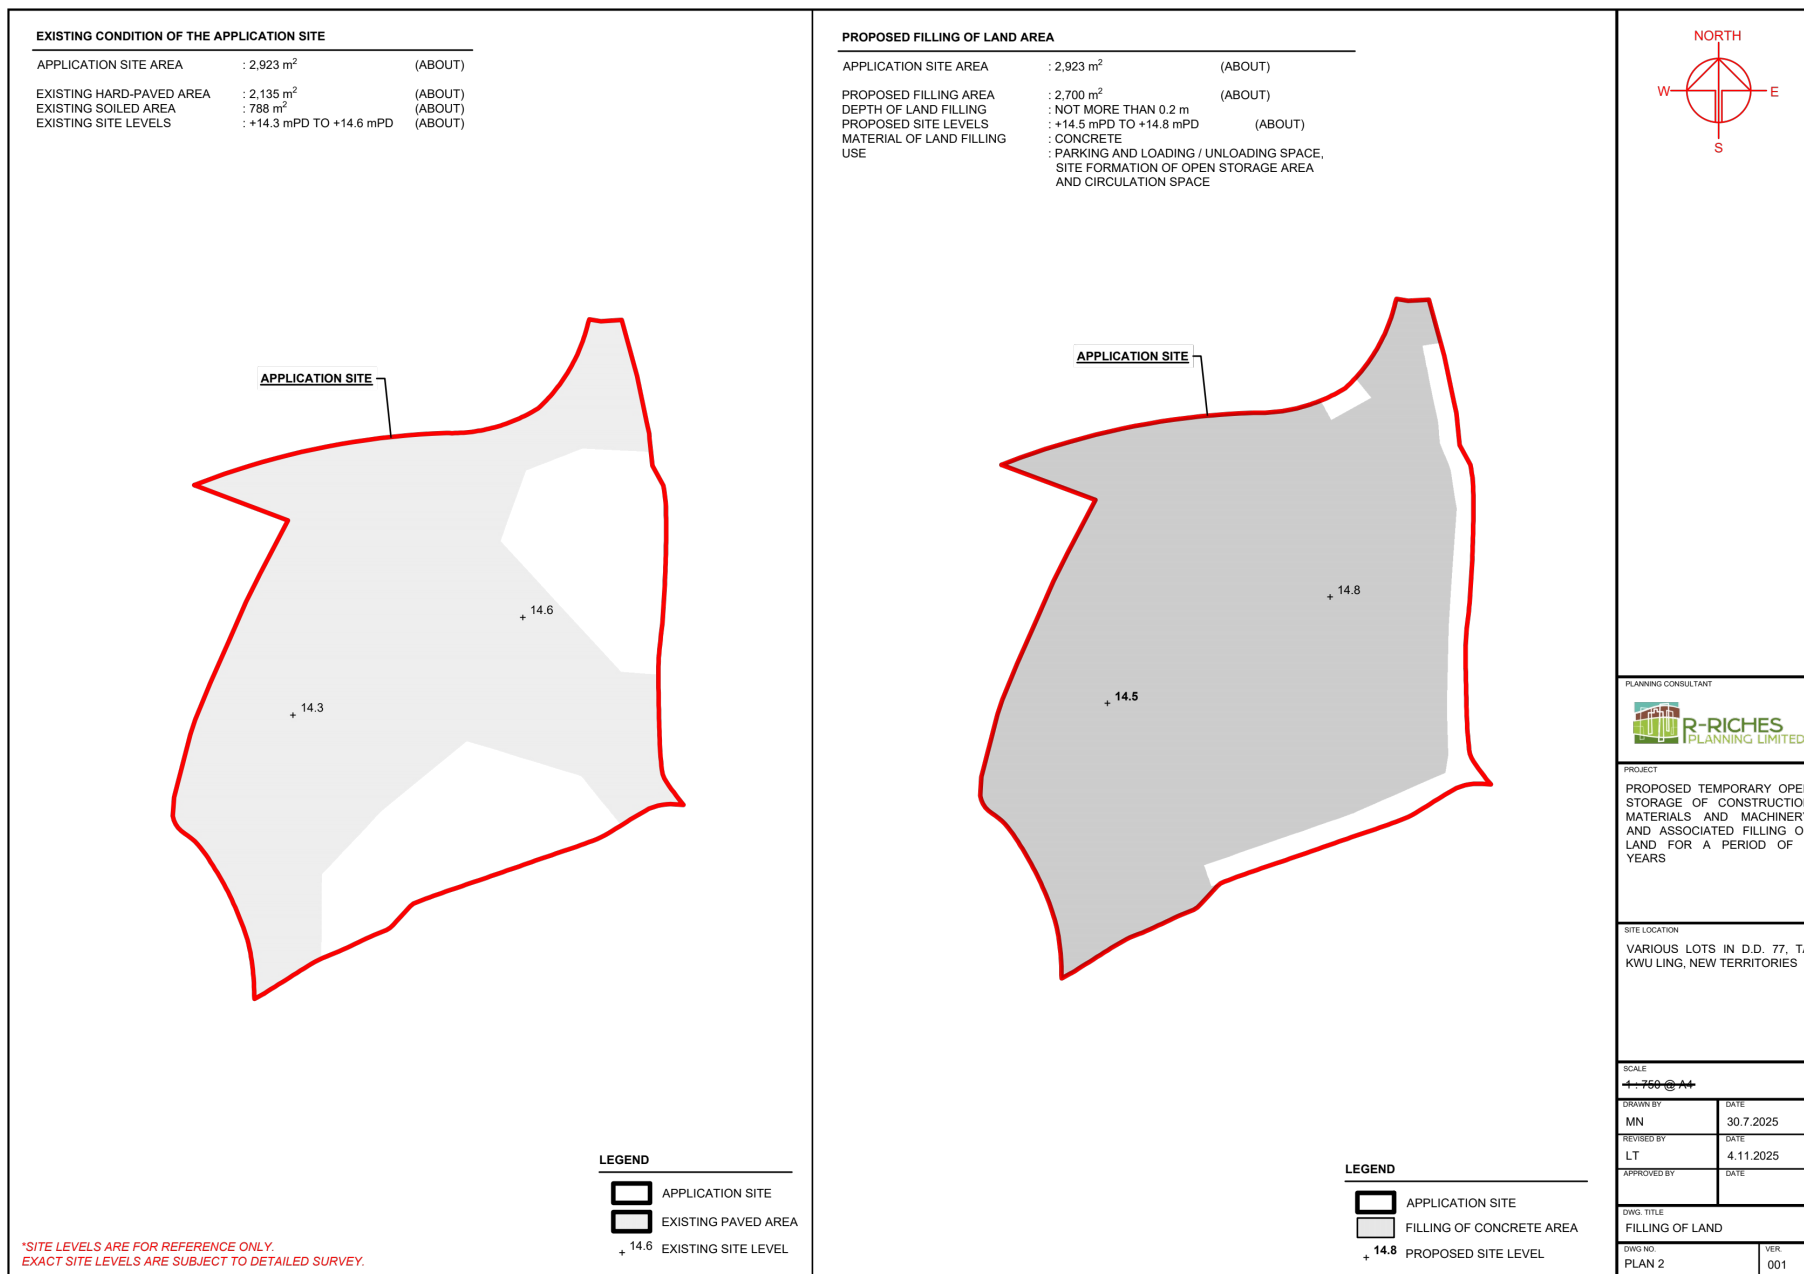 EXISTING CONDITION OF THE APPLICATION SITE
APPLICATION SITE AREA : 2,923 m² (ABOUT)
EXISTING HARD-PAVED AREA : 2,135 m² (ABOUT)
EXISTING SOILED AREA : 788 m² (ABOUT)
EXISTING SITE LEVELS : +14.3 mPD TO +14.6 mPD (ABOUT)
APPLICATION SITE
14.6
14.3
LEGEND
APPLICATION SITE
EXISTING PAVED AREA
+ 14.6 EXISTING SITE LEVEL
*SITE LEVELS ARE FOR REFERENCE ONLY.
EXACT SITE LEVELS ARE SUBJECT TO DETAILED SURVEY.
PROPOSED FILLING OF LAND AREA
APPLICATION SITE AREA : 2,923 m² (ABOUT)
PROPOSED FILLING AREA : 2,700 m² (ABOUT)
DEPTH OF LAND FILLING : NOT MORE THAN 0.2 m
PROPOSED SITE LEVELS : +14.5 mPD TO +14.8 mPD (ABOUT)
MATERIAL OF LAND FILLING : CONCRETE
USE : PARKING AND LOADING / UNLOADING SPACE,
SITE FORMATION OF OPEN STORAGE AREA
AND CIRCULATION SPACE
APPLICATION SITE
14.8
14.5
LEGEND
APPLICATION SITE
FILLING OF CONCRETE AREA
+ 14.8 PROPOSED SITE LEVEL
NORTH
W E
S
PLANNING CONSULTANT
R-RICHES
PLANNING LIMITED
PROJECT
PROPOSED TEMPORARY OPE
STORAGE OF CONSTRUCTIO
MATERIALS AND MACHINERY
AND ASSOCIATED FILLING O
LAND FOR A PERIOD OF
YEARS
SITE LOCATION
VARIOUS LOTS IN D.D. 77, TA
KWU LING, NEW TERRITORIES
SCALE
1 : 750 @ A4
DRAWN BY DATE
MN 30.7.2025
REVISED BY DATE
LT 4.11.2025
APPROVED BY DATE
DWG. TITLE
FILLING OF LAND
DWG NO. VER.
PLAN 2 001